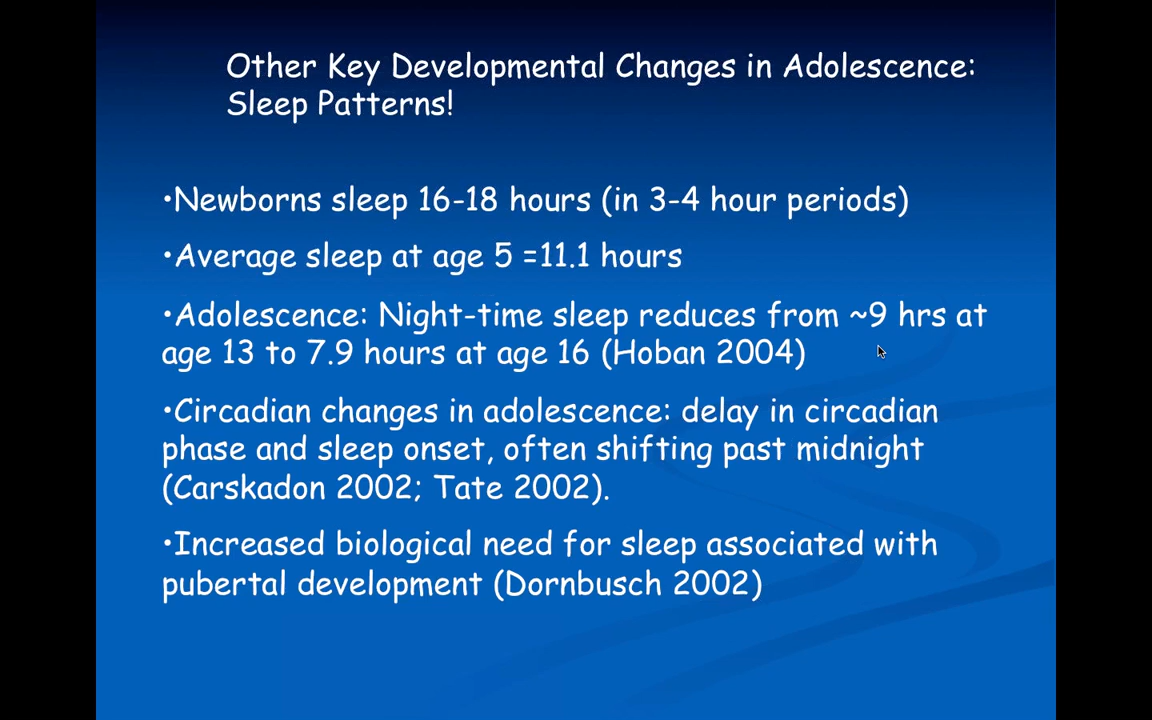 Other Key Developmental Changes in Adolescence:
Sleep Patterns!
•Newborns sleep 16-18 hours (in 3-4 hour periods)
•Average sleep at age 5 =11.1 hours
•Adolescence: Night-time sleep reduces from ~9 hrs at
age 13 to 7.9 hours at age 16 (Hoban 2004)
•Circadian changes in adolescence: delay in circadian
phase and sleep onset, often shifting past midnight
(Carskadon 2002; Tate 2002).
•Increased biological need for sleep associated with
pubertal development (Dornbusch 2002)